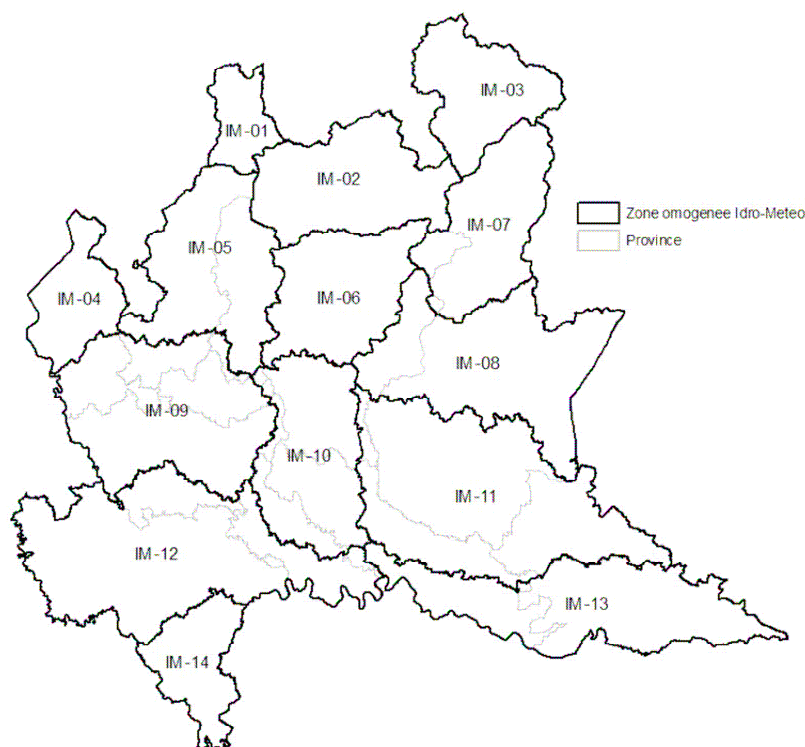 IM-03
IM-01
IM-02
Zone omogenee Idro-Meteo
IM-07
Province
IM-05
IM-04
IM-06
IM-08
IM-09
IM-10
IM-11
IM-12
IM-13
IM-14